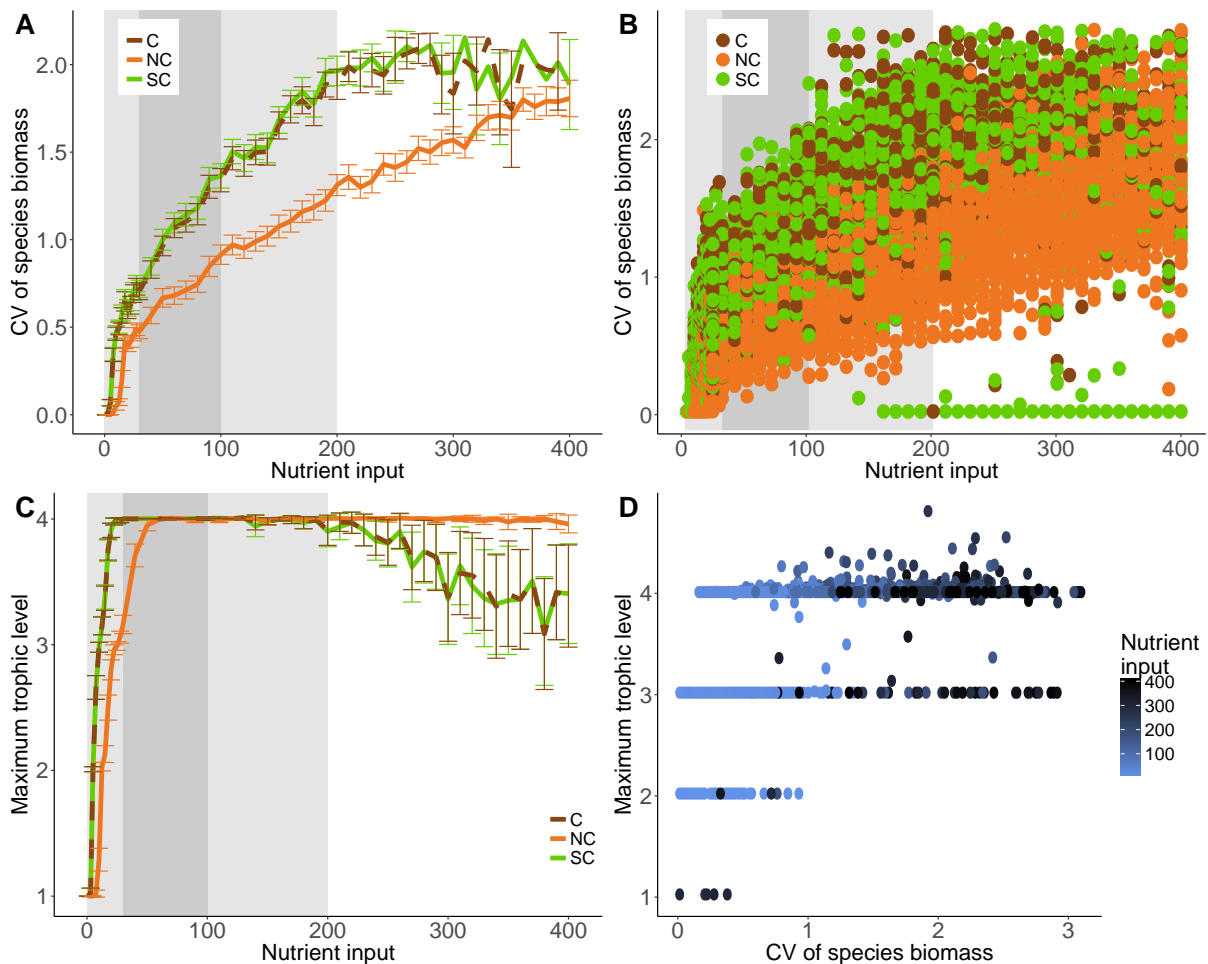 A
C
NC
SC
CV of species biomass
2.0
1.5
1.0
0.5
0.0
0
100
200
300
400
Nutrient input
B
C
NC
SC
CV of species biomass
2
1
0
0
100
200
300
400
Nutrient input
C
Maximum trophic level
4
3
2
1
C
NC
SC
0
100
200
300
400
Nutrient input
D
Maximum trophic level
4
3
2
1
0
1
2
3
CV of species biomass
Nutrient
input
400
300
200
100